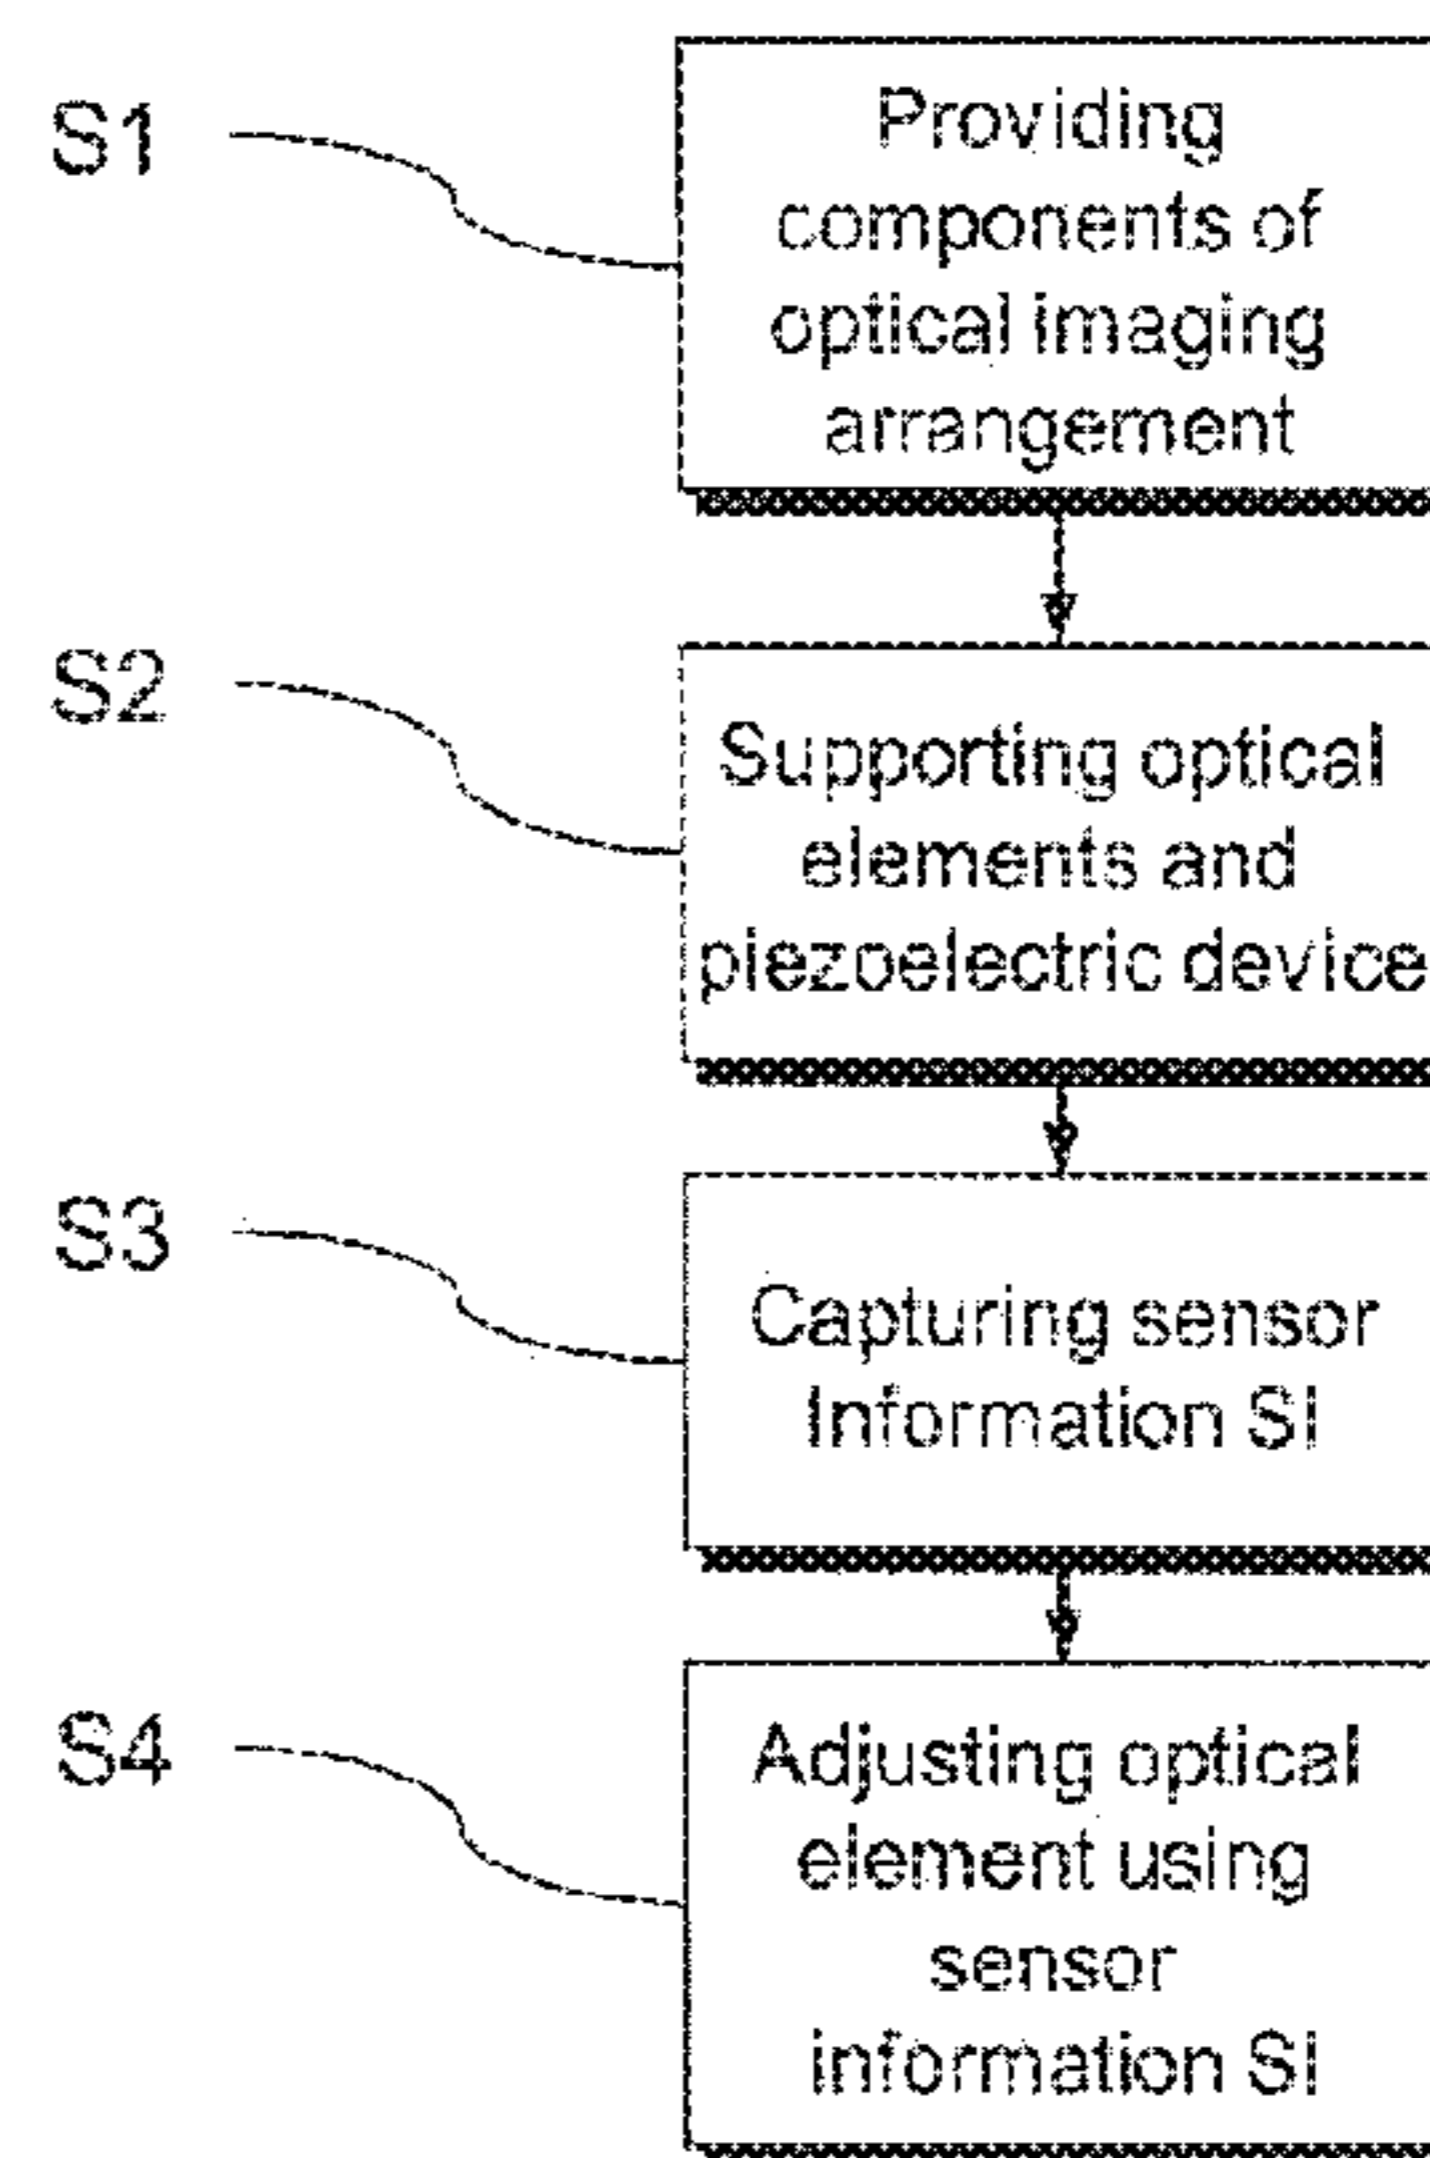 S1
Providing
components of
optical imaging
arrangement
S2
Supporting optical
elements and
piezoelectric device
S3
Capturing sensor
Information SI
S4
Adjusting optical
element using
sensor
information SI